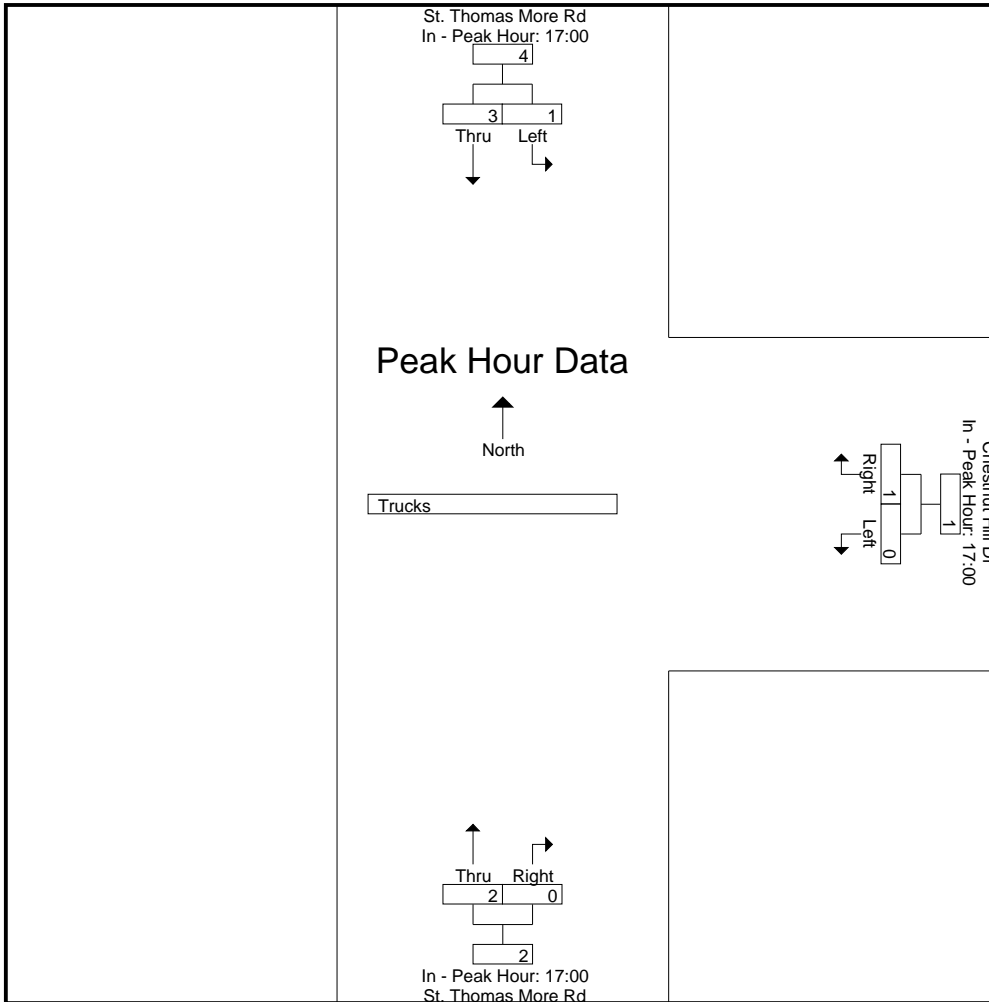 St. Thomas More Rd
In - Peak Hour: 17:00
4
3 1
Thru Left
Peak Hour Data
North
Trucks
In - Peak Hour: 17:00
1
1 0
Right Left
Thru Right
2 0
2
In - Peak Hour: 17:00
St. Thomas More Rd